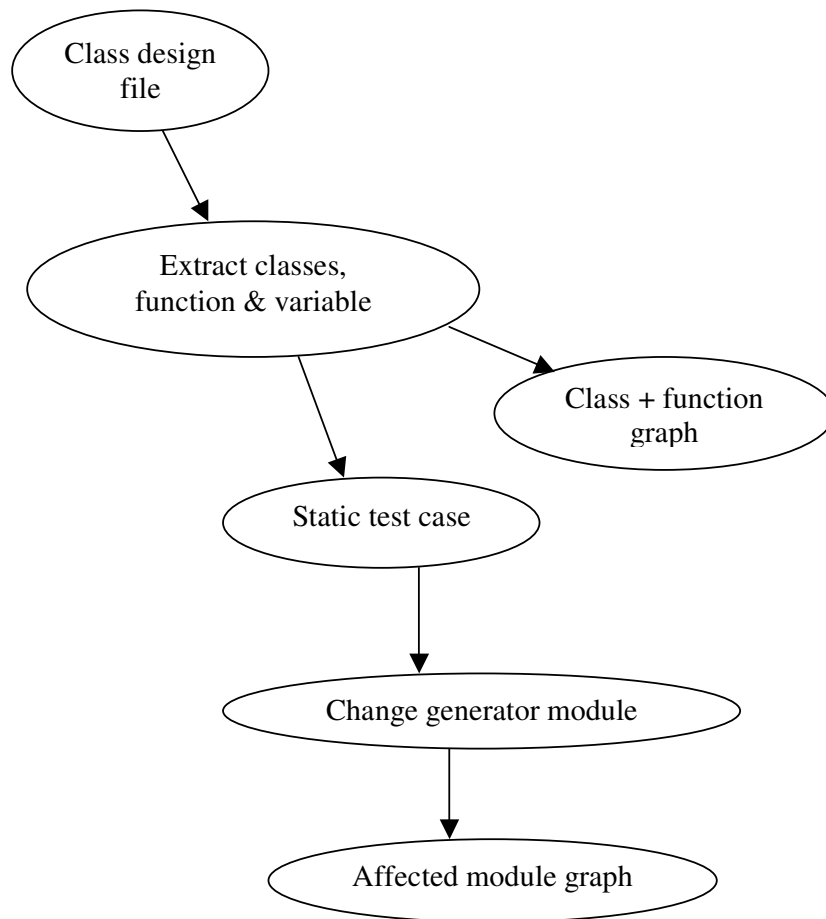 Class design
file
Extract classes,
function & variable
Class + function
graph
Static test case
Change generator module
Affected module graph